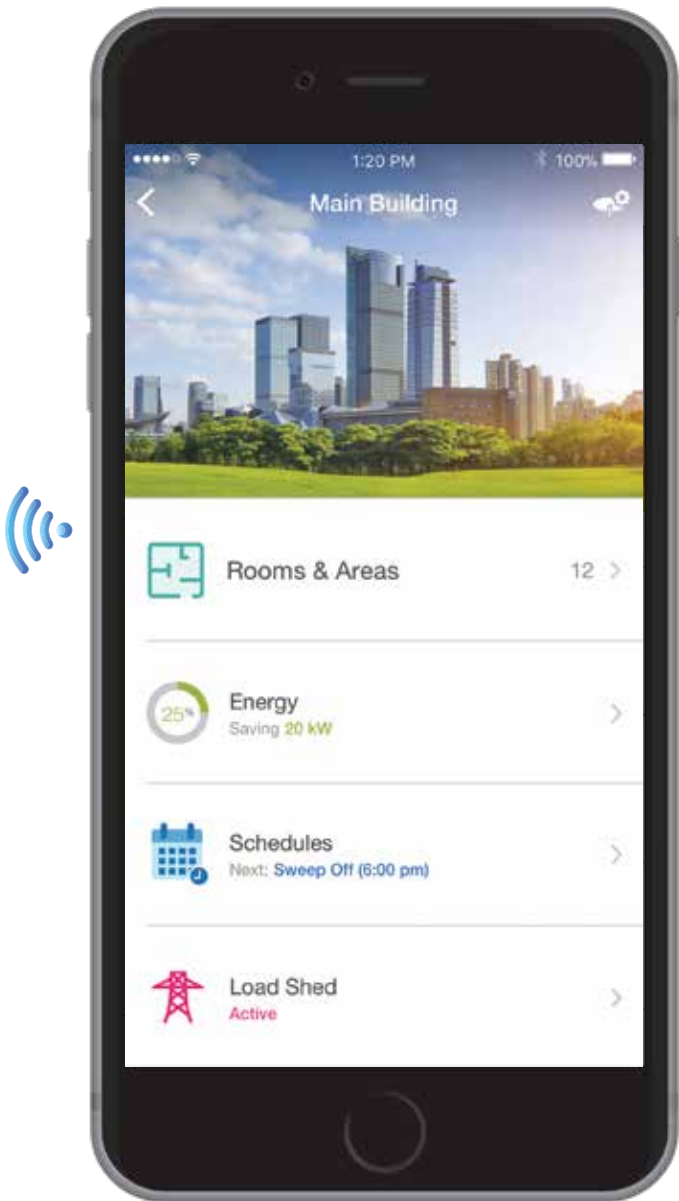 1:20 PM
100%
Main Building
Rooms & Areas
12
25%
Energy
Saving 20 kW
Schedules
Next: Sweep Off (6:00 pm)
Load Shed
Active